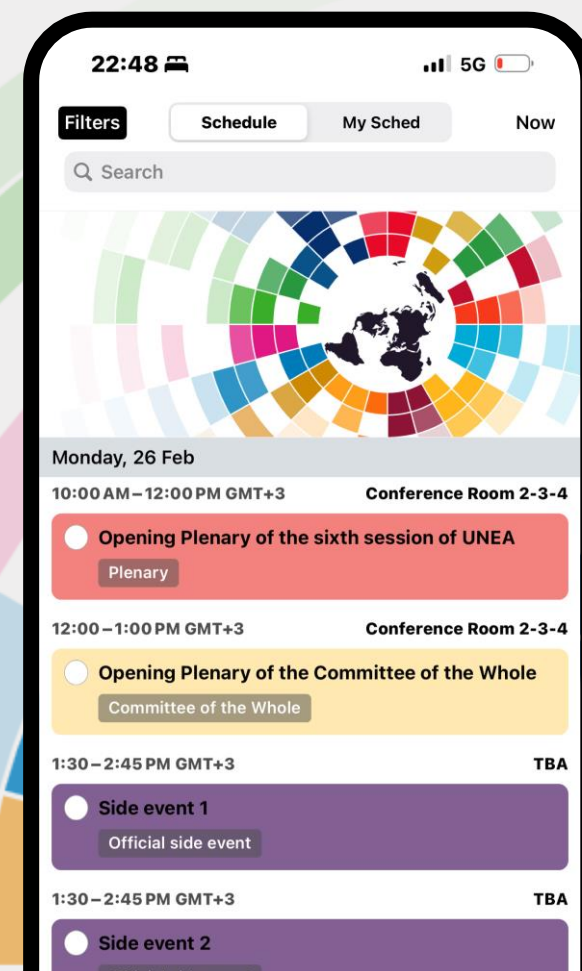 22:48 5G
Filters Schedule My Sched Now
Search
Monday, 26 Feb
10:00 AM – 12:00 PM GMT+3 Conference Room 2-3-4
Opening Plenary of the sixth session of UNEA
Plenary
12:00 – 1:00 PM GMT+3 Conference Room 2-3-4
Opening Plenary of the Committee of the Whole
Committee of the Whole
1:30 – 2:45 PM GMT+3 TBA
Side event 1
Official side event
1:30 – 2:45 PM GMT+3 TBA
Side event 2